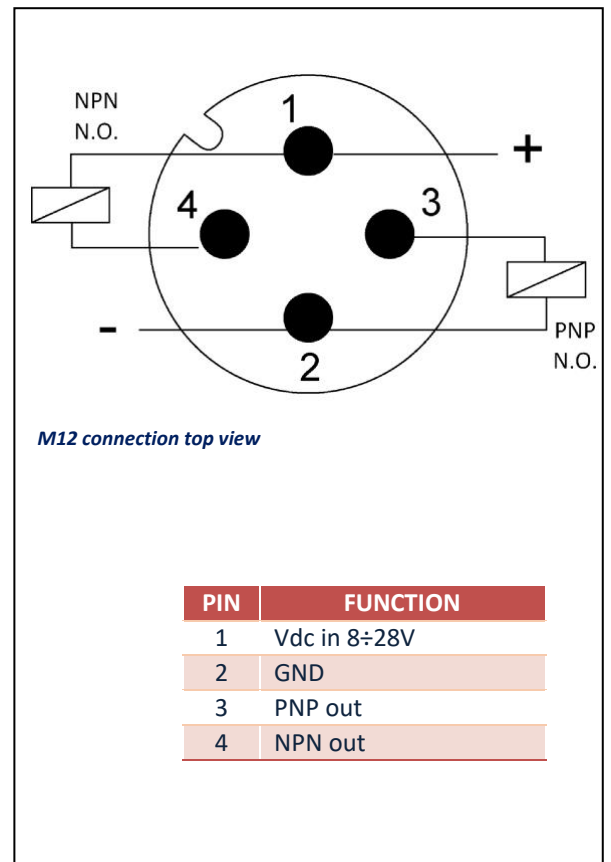 NPN
N.O.
1
+
4
3
-
2
PNP
N.O.
M12 connection top view
PIN FUNCTION
1 Vdc in 8÷28V
2 GND
3 PNP out
4 NPN out